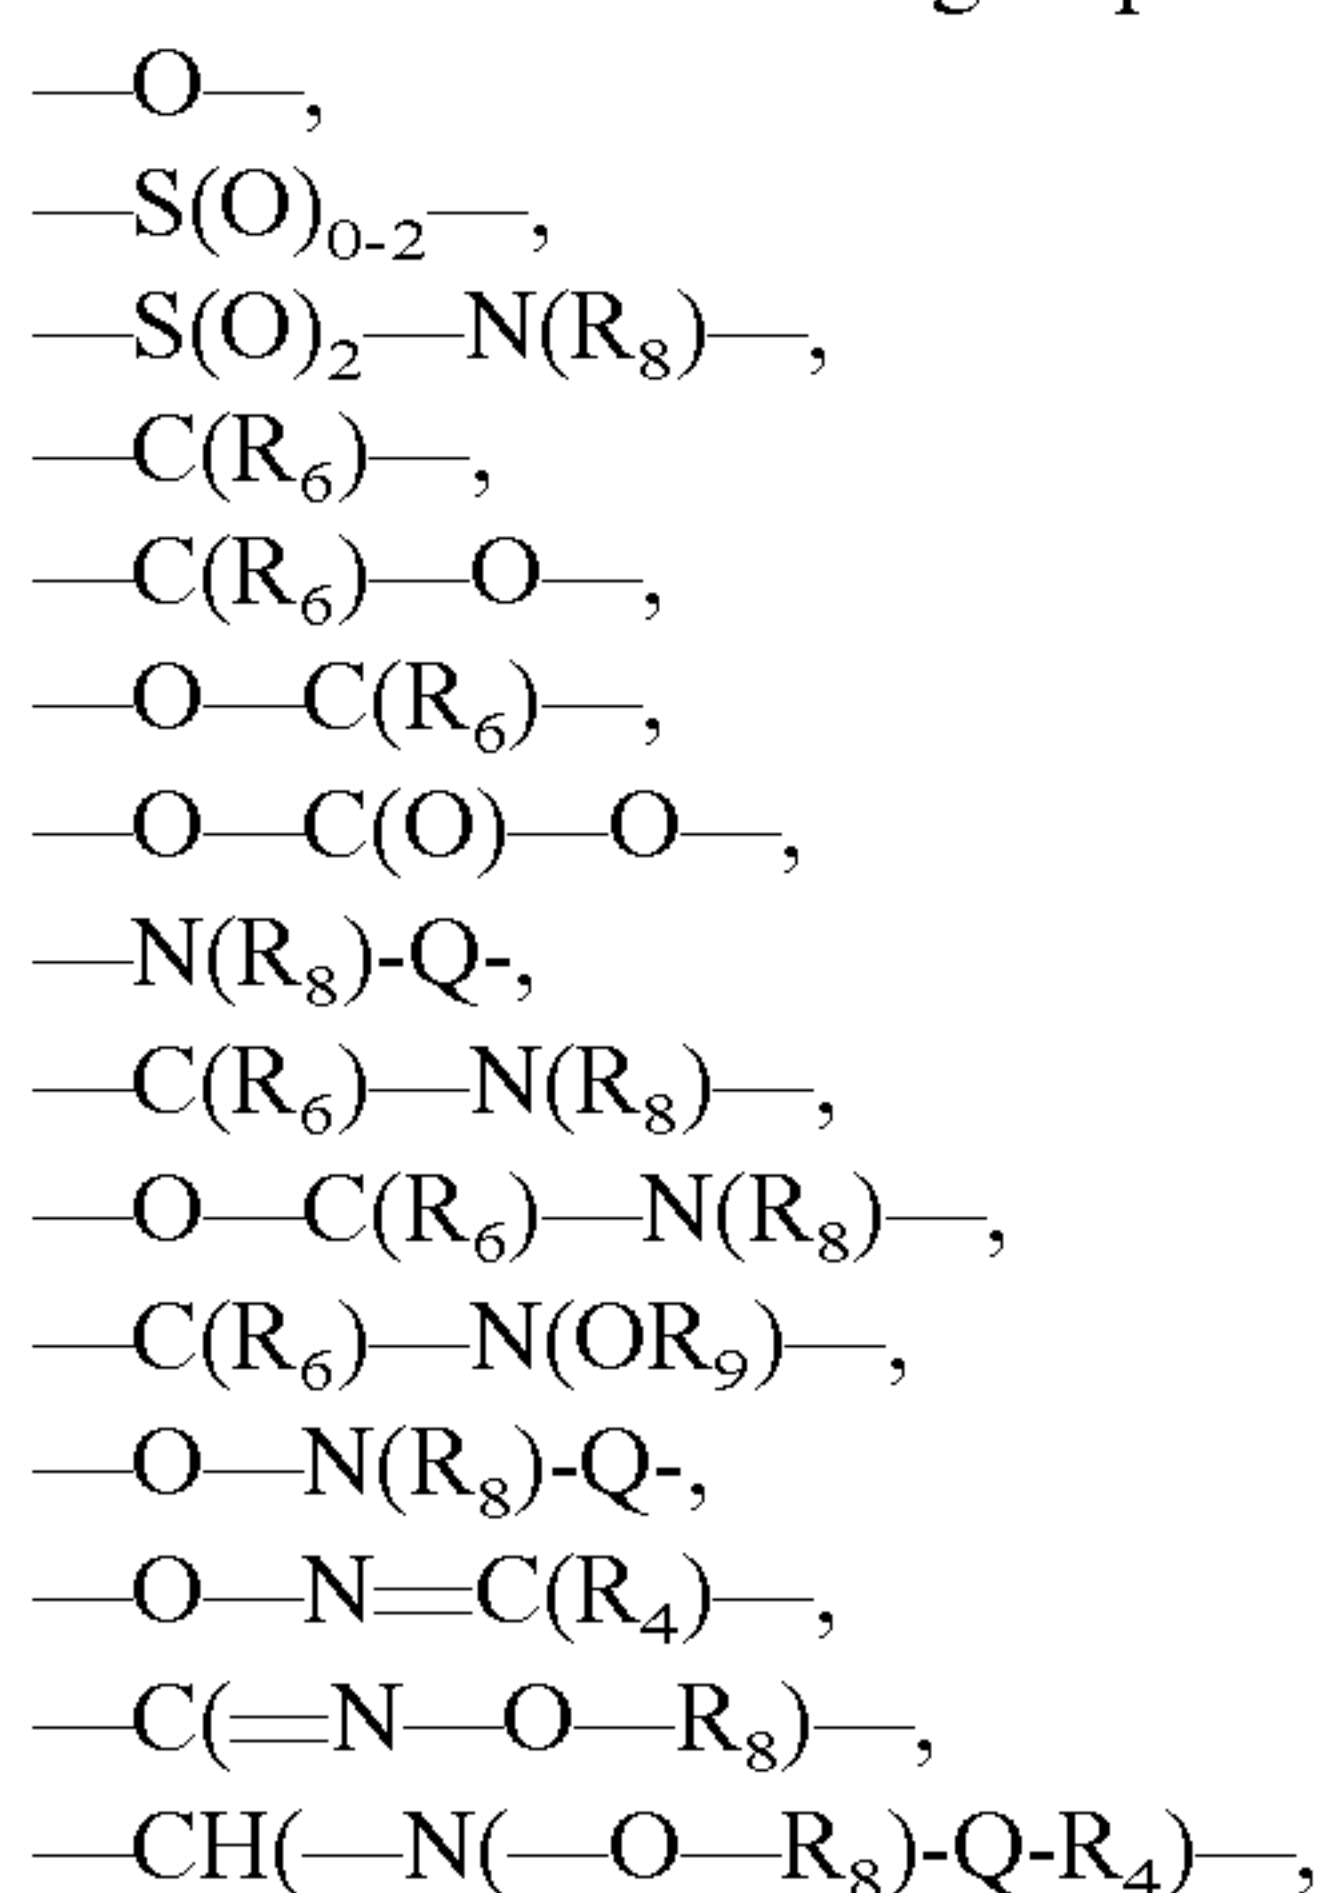 —O—,
—S(O)₀₋₂—,
—S(O)₂—N(R₈)—,
—C(R₆)—,
—C(R₆)—O—,
—O—C(R₆)—,
—O—C(O)—O—,
—N(R₈)-Q-,
—C(R₆)—N(R₈)—,
—O—C(R₆)—N(R₈)—,
—C(R₆)—N(OR₉)—,
—O—N(R₈)-Q-,
—O—N=C(R₄)—,
—C(=N—O—R₈)—,
—CH(—N(—O—R₈)-Q-R₄)—,